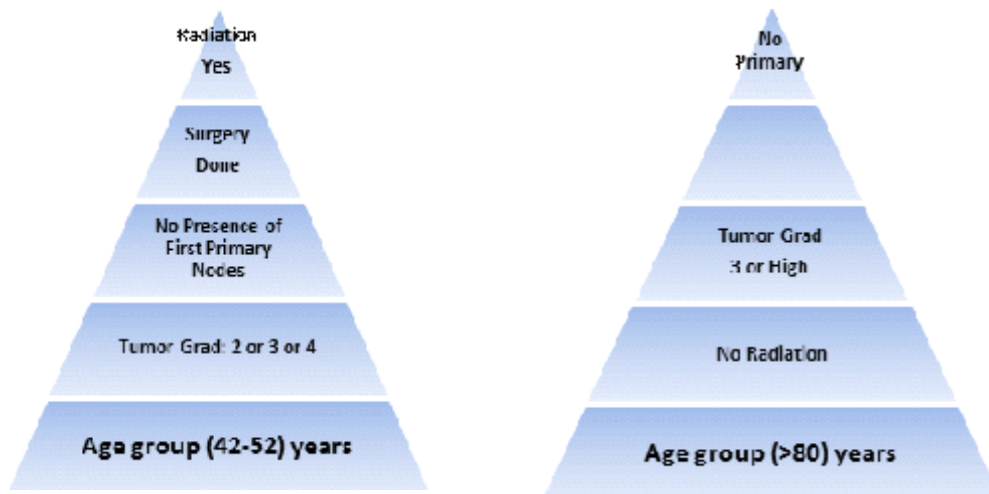 Radiation
Yes
Surgery
Done
No Presence of
First Primary
Nodes
Tumor Grad: 2 or 3 or 4
Age group (42-52) years
No
Primary
Tumor Grad
3 or High
No Radiation
Age group (>80) years